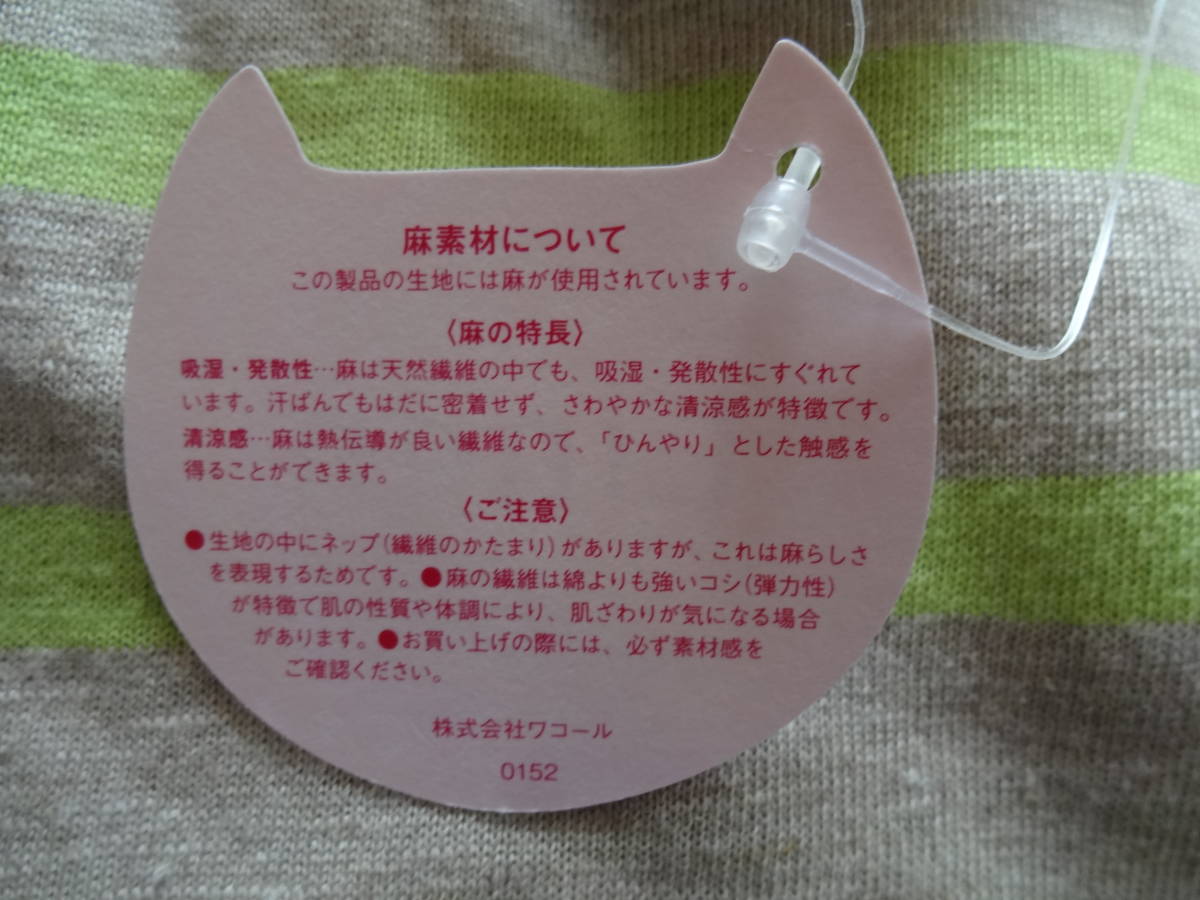 麻素材について
この製品の生地には麻が使用されています。
〈麻の特長〉
吸湿・発散性…麻は天然繊維の中でも、吸湿・発散性にすぐれて
います。汗ばんでもはだに密着せず、さわやかな清涼感が特徴です。
清涼感…麻は熱伝導が良い繊維なので、「ひんやり」とした触感を
得ることができます。
〈ご注意〉
●生地の中にネップ(繊維のかたまり)がありますが、これは麻らしさ
を表現するためです。●麻の繊維は綿よりも強いコシ(弾力性)
が特徴で肌の性質や体調により、肌ざわりが気になる場合
があります。●お買い上げの際には、必ず素材感を
ご確認ください。
株式会社ワコール
0152